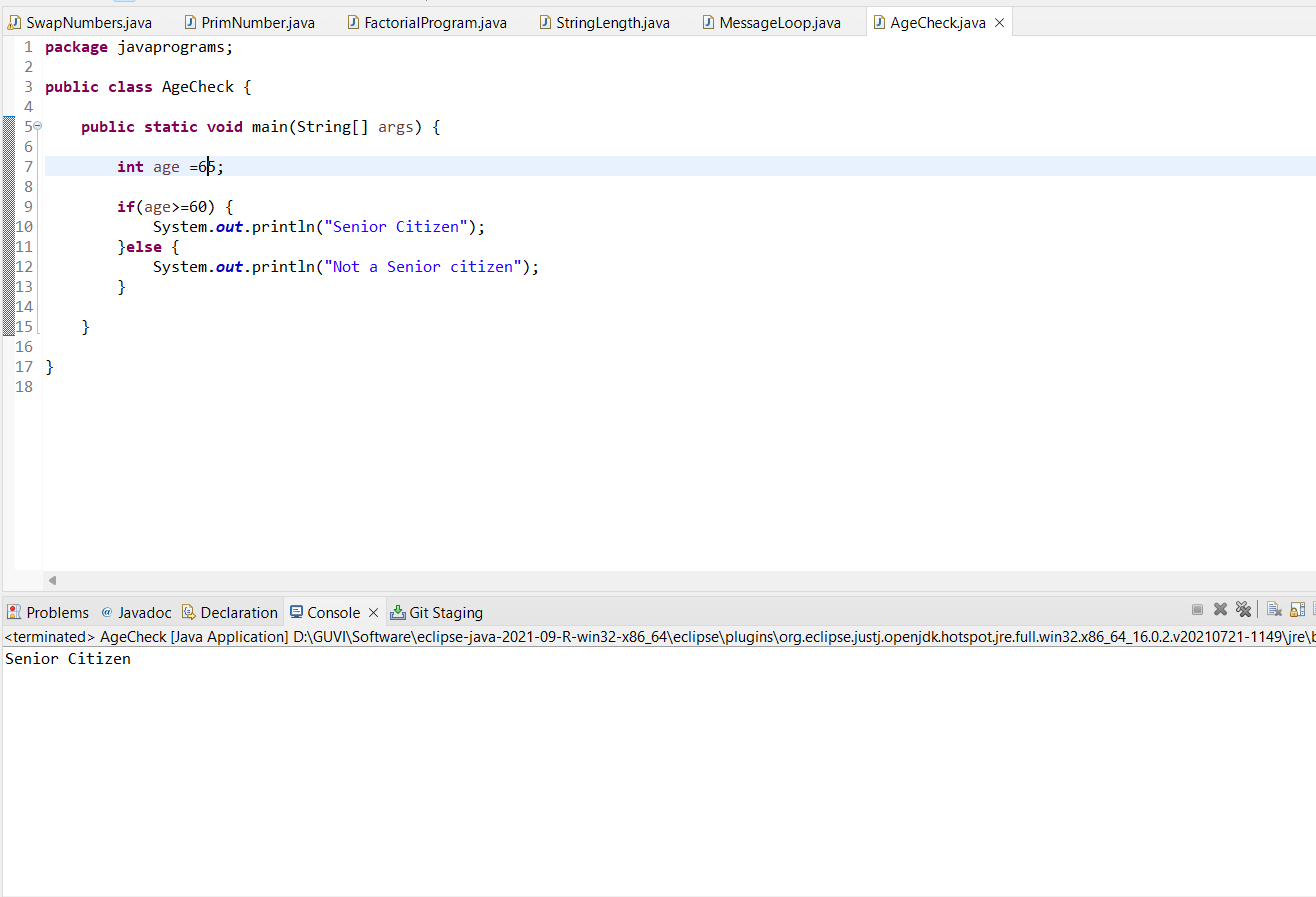 SwapNumbers.java PrimNumber.java FactorialProgram.java StringLength.java MessageLoop.java AgeCheck.java
1 package javaprograms;
2
3 public class AgeCheck {
4
5 public static void main(String[] args) {
6
7 int age =65;
8
9 if(age>=60) {
10 System.out.println("Senior Citizen");
11 }else {
12 System.out.println("Not a Senior citizen");
13 }
14
15 }
16
17 }
18
Problems @ Javadoc Declaration Console Git Staging
<terminated> AgeCheck [Java Application] D:\GUVI\Software\eclipse-java-2021-09-R-win32-x86_64\eclipse\plugins\org.eclipse.justj.openjdk.hotspot.jre.full.win32.x86_64_16.0.2.v20210721-1149\jre\b
Senior Citizen